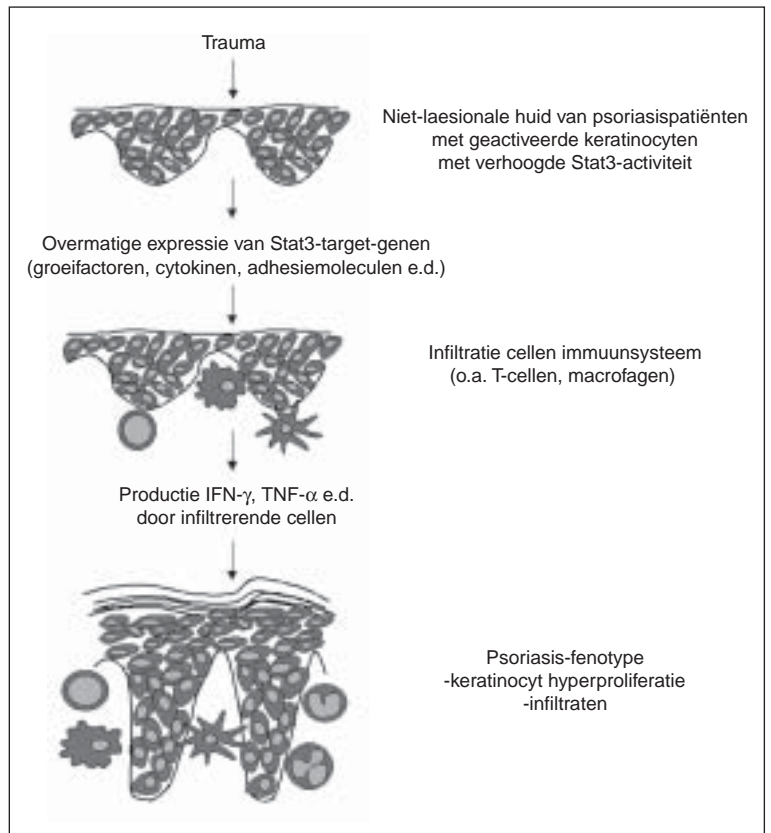 Trauma
Niet-laesionale huid van psoriasispatiënten
met geactiveerde keratinocyten
met verhoogde Stat3-activiteit
Overmatige expressie van Stat3-target-genen
(groeifactoren, cytokinen, adhesiemoleculen e.d.)
Infiltratie cellen immuunsysteem
(o.a. T-cellen, macrofagen)
Productie IFN-γ, TNF-α e.d.
door infiltrerende cellen
Psoriasis-fenotype
-keratinocyt hyperproliferatie
-infiltraten